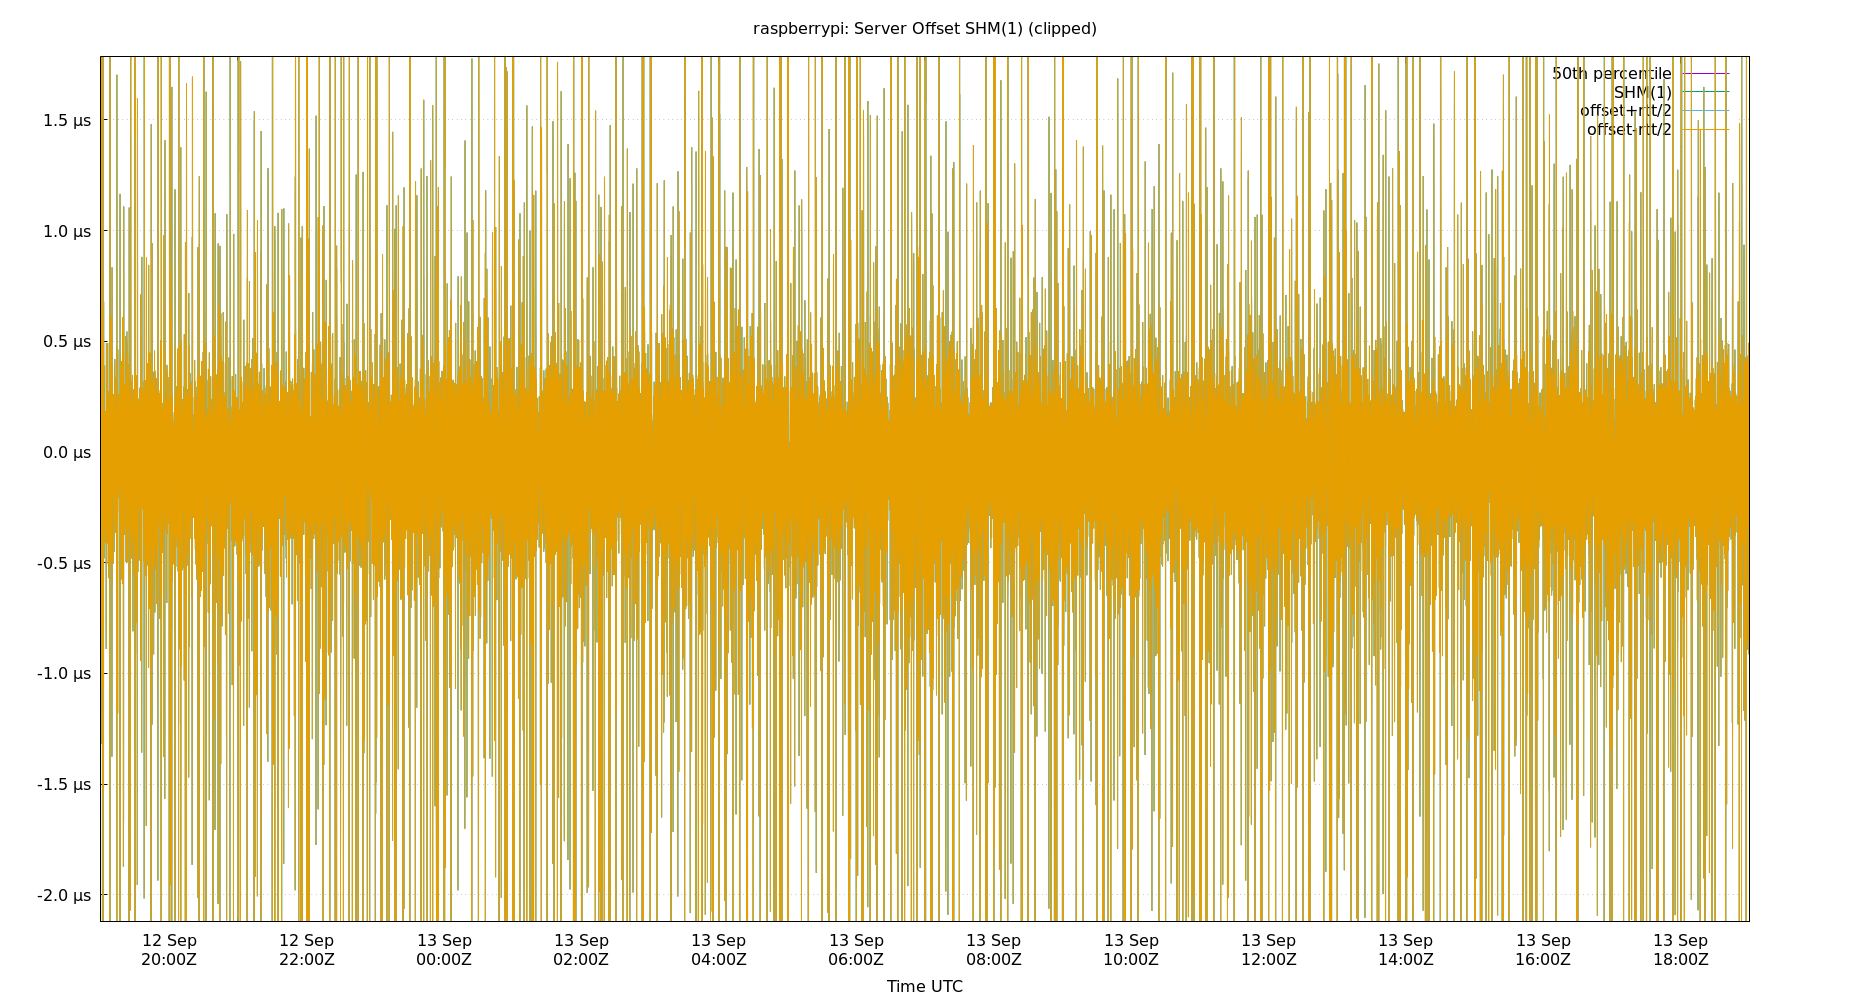 raspberrypi: Server Offset SHM(1) (clipped)
50th percentile
SHM(1)
offset+rtt/2
offset-rtt/2
1.5 µs
1.0 µs
0.5 µs
0.0 µs
-0.5 µs
-1.0 µs
-1.5 µs
-2.0 µs
12 Sep 12 Sep 13 Sep 13 Sep 13 Sep 13 Sep 13 Sep 13 Sep 13 Sep 13 Sep 13 Sep 13 Sep
20:00Z 22:00Z 00:00Z 02:00Z 04:00Z 06:00Z 08:00Z 10:00Z 12:00Z 14:00Z 16:00Z 18:00Z
Time UTC